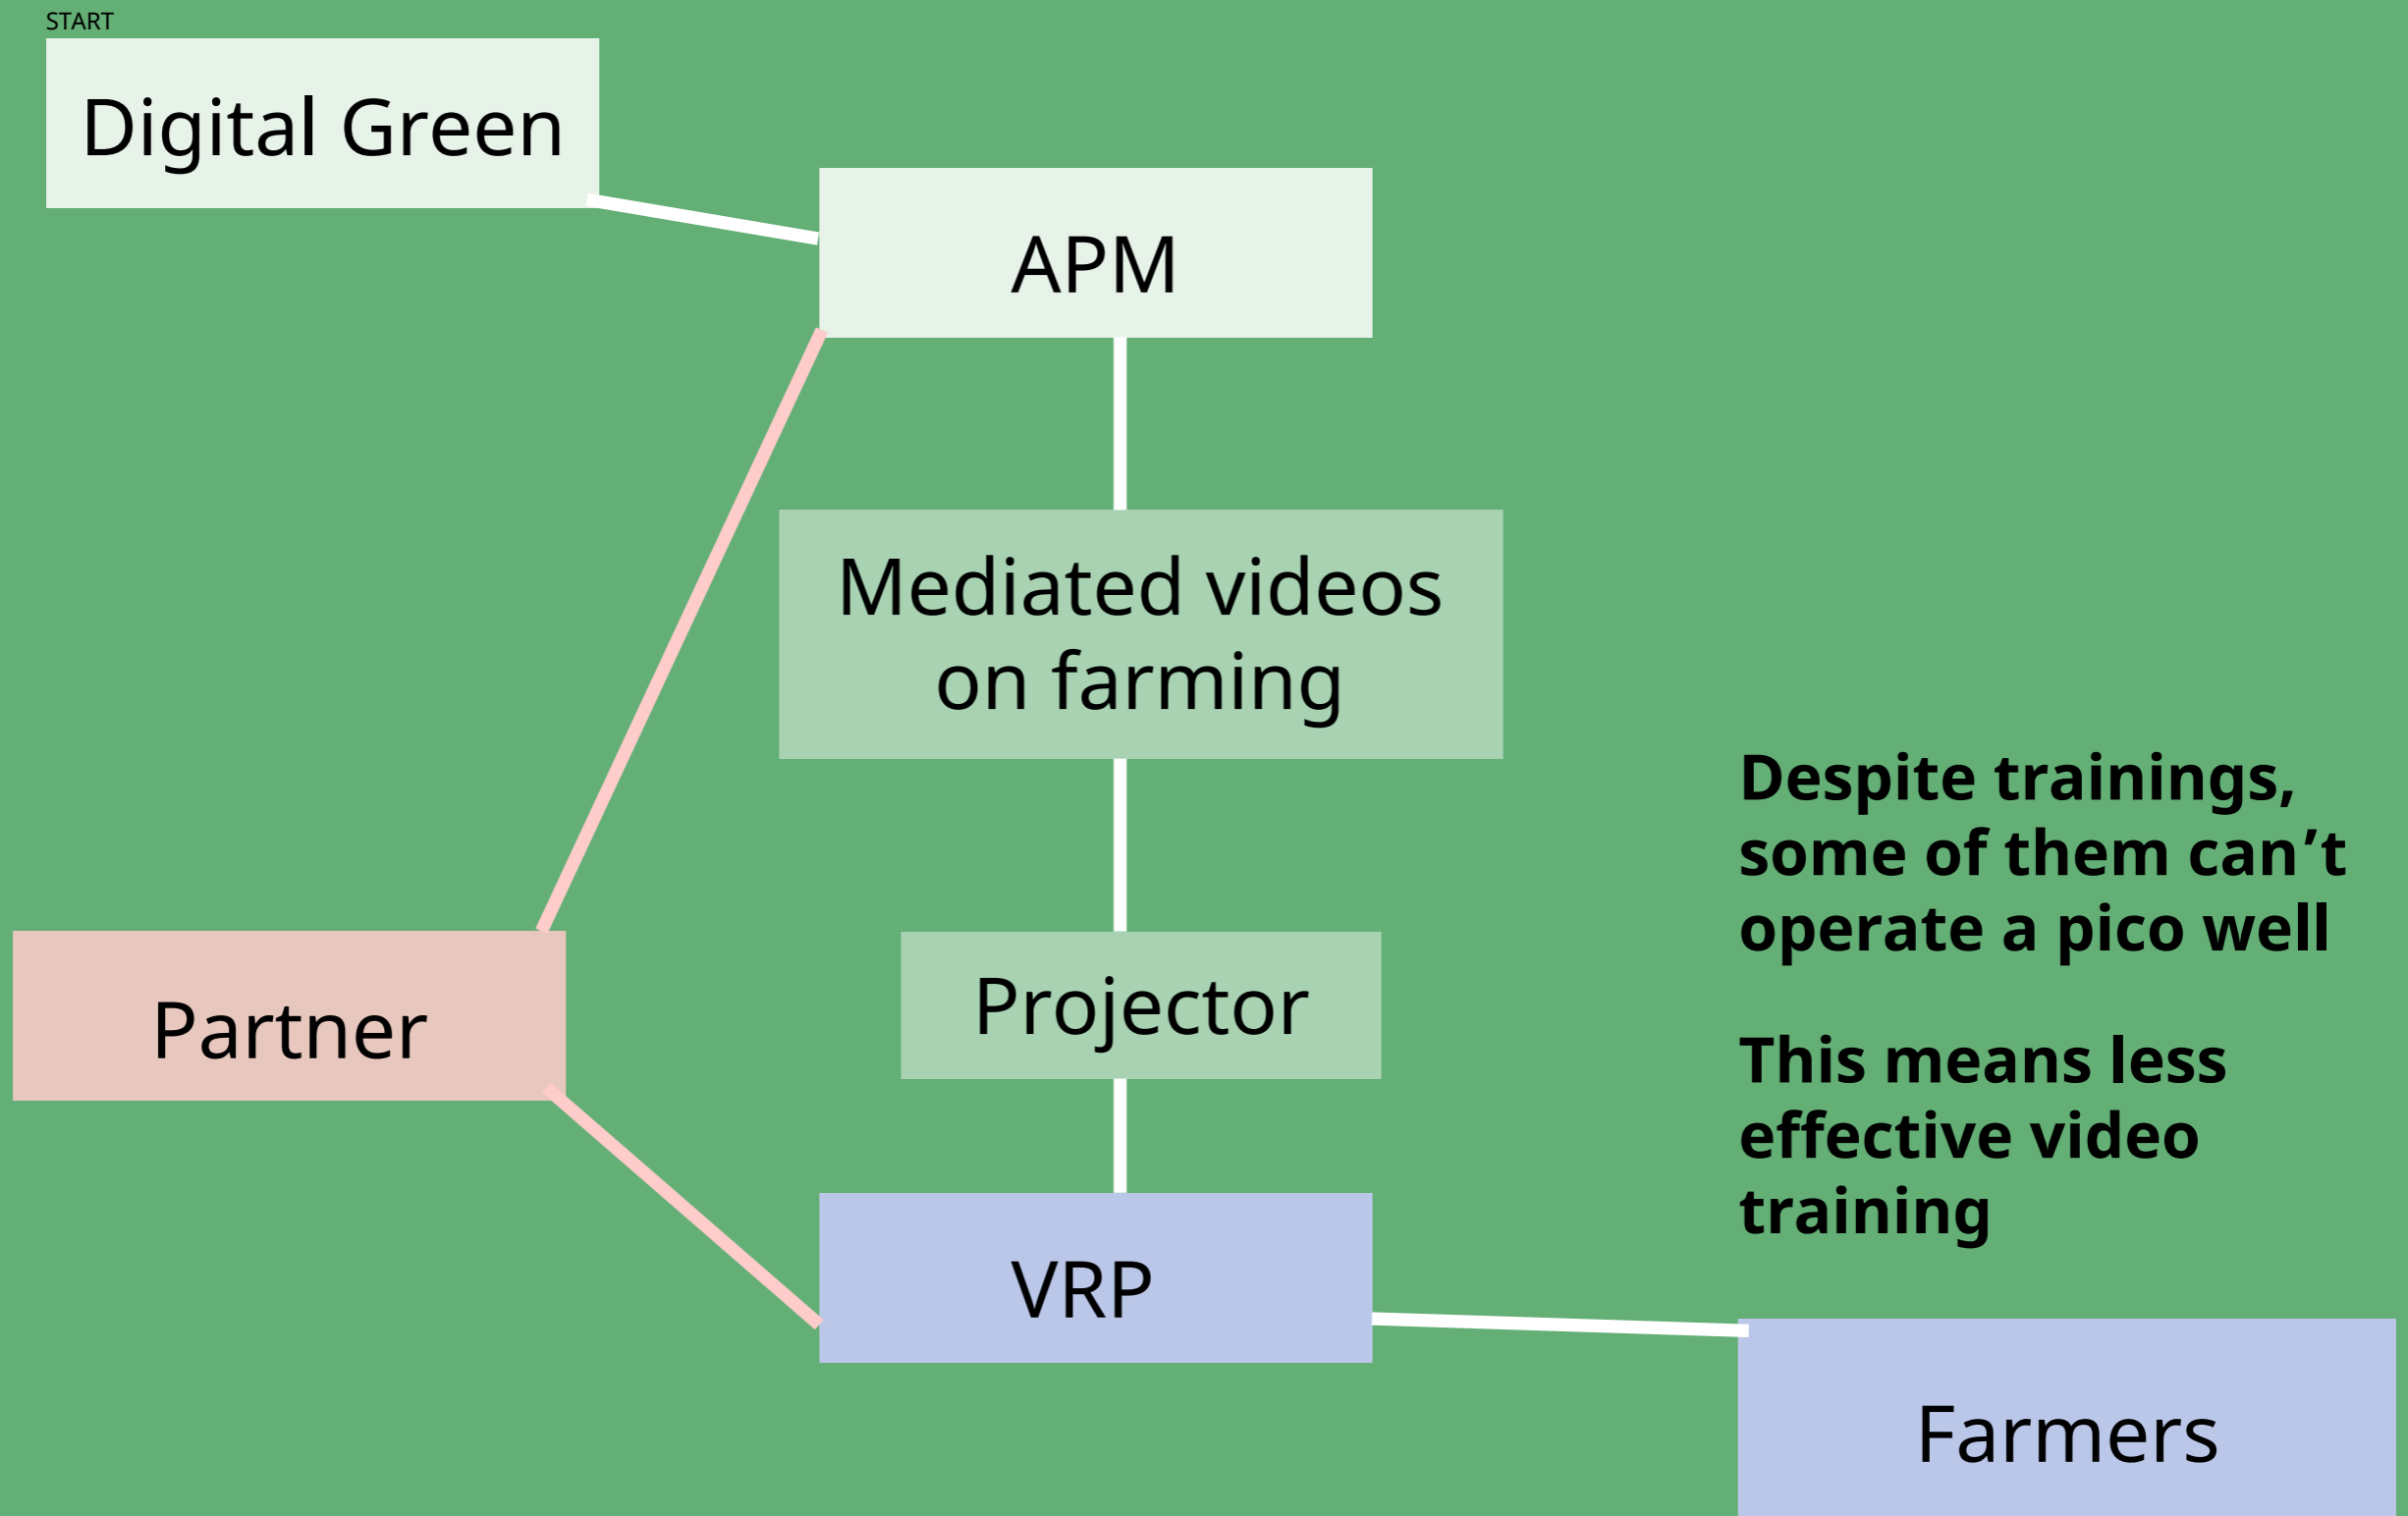 START
Digital Green
APM
Mediated videos
on farming
Despite trainings,
some of them can’t
operate a pico well
Partner
Projector
This means less
effective video
training
VRP
Farmers